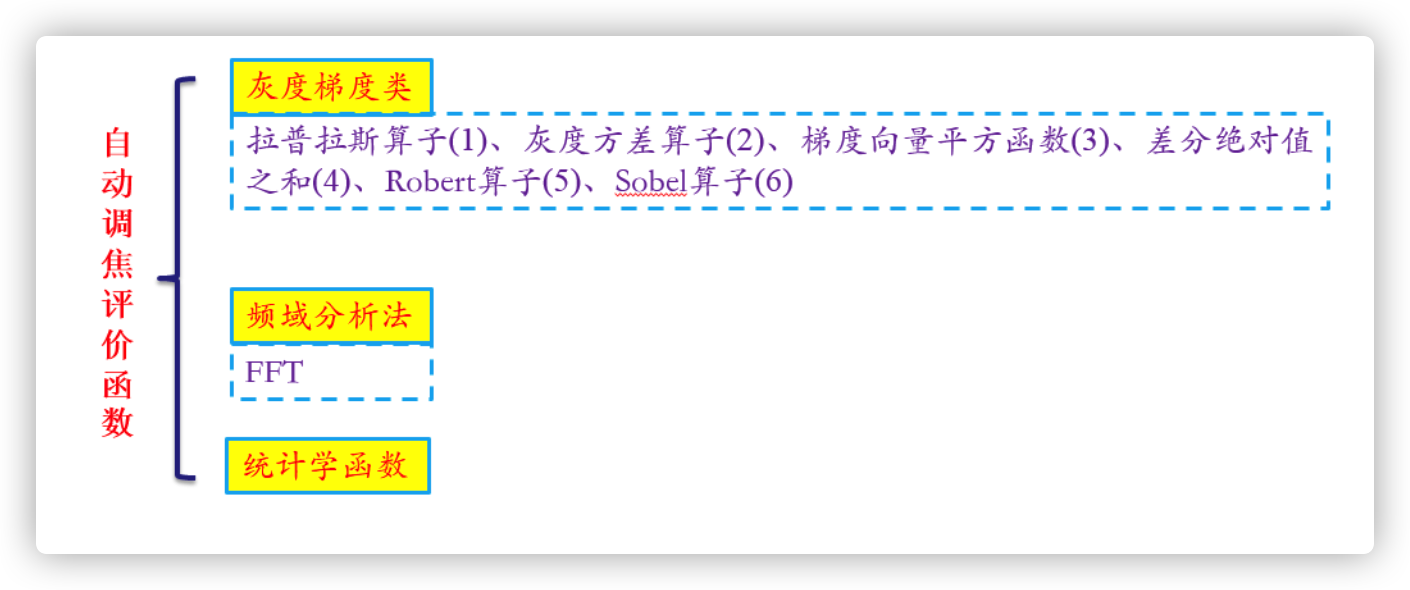 自动调焦评价函数
灰度梯度类
拉普拉斯算子(1)、灰度方差算子(2)、梯度向量平方函数(3)、差分绝对值
之和(4)、Robert算子(5)、Sobel算子(6)
频域分析法
FFT
统计学函数